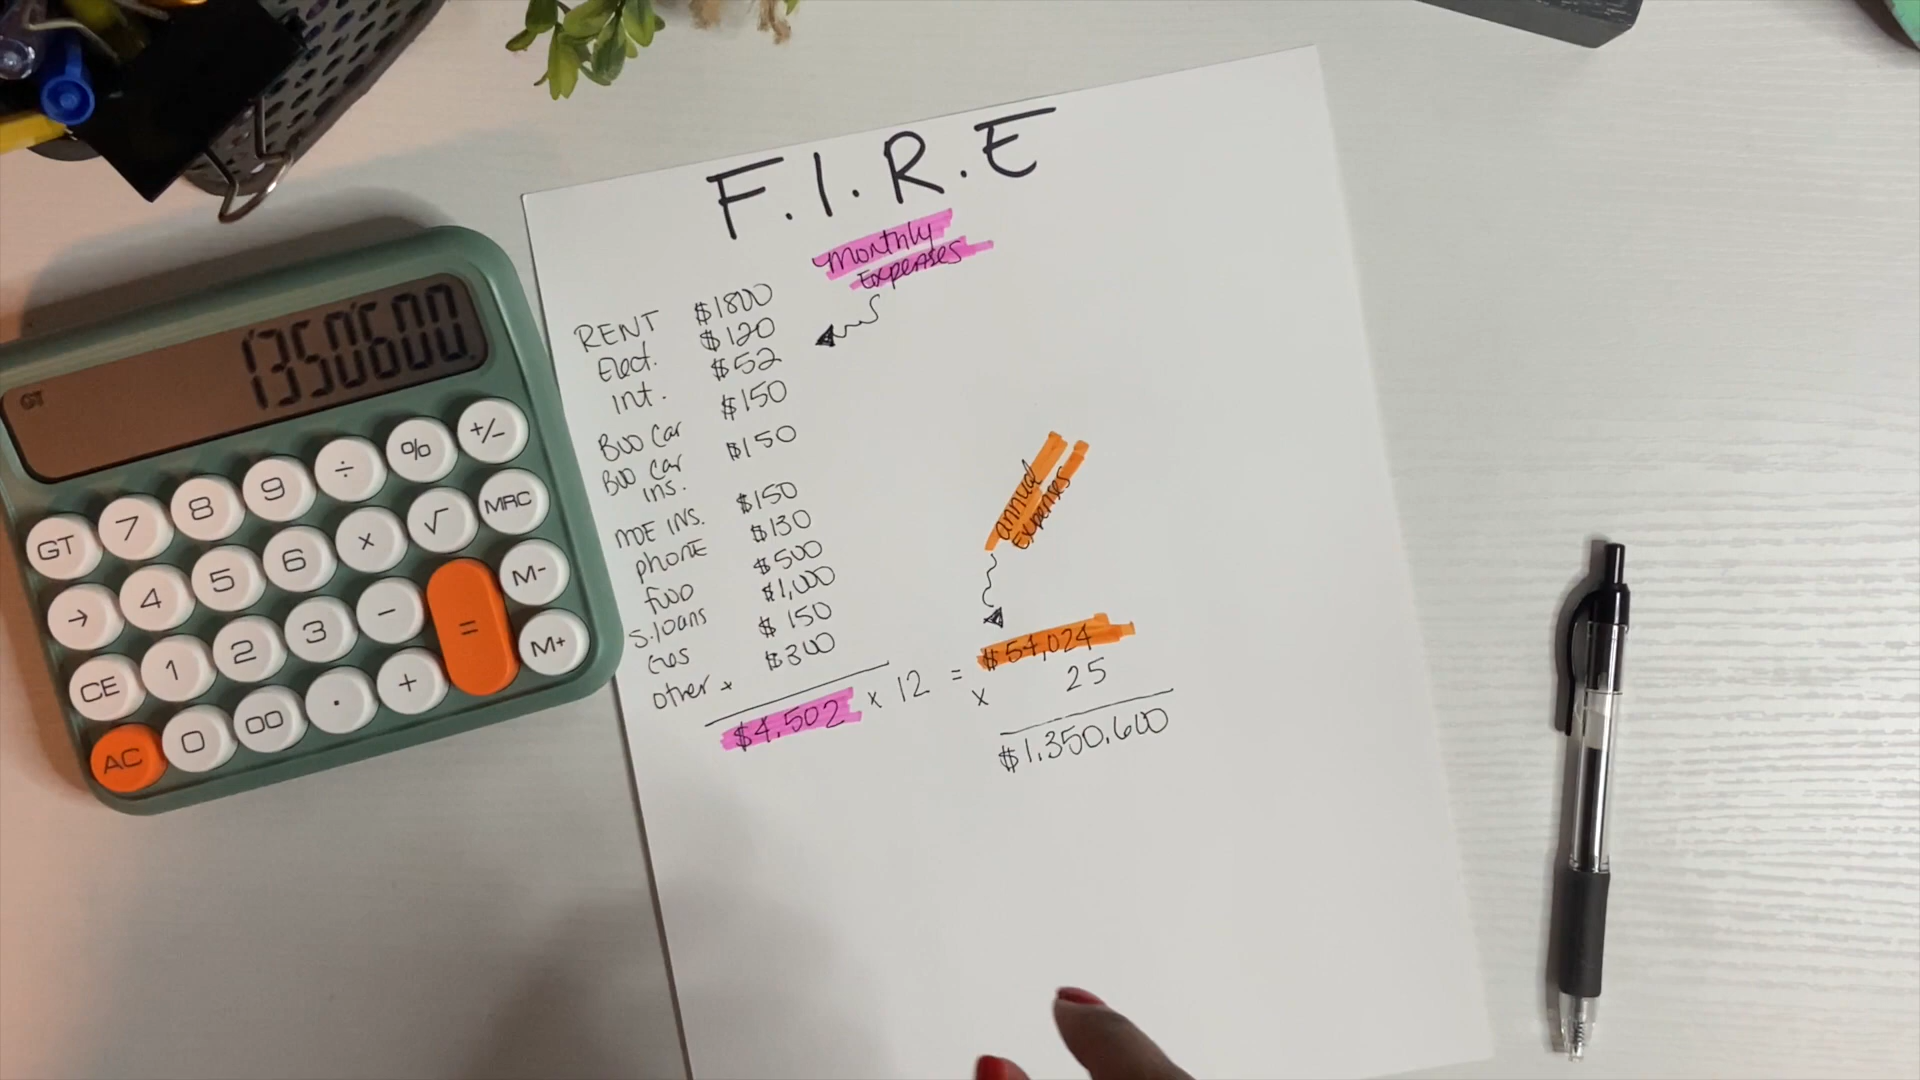 F.I.R.E
Monthly
Expenses
RENT $1800
Elect. $120
Int. $52
Boo Car $150
Boo Car
Ins. $150
MOE INS. $150
phone $130
food $500
S.loans $1,000
Gas $150
other + $300
$4,502 x 12 = $54,024
x 25
$1,350,600
annual
Expenses
GT
1350600
GT 7 8 9 ÷ % +/-
→ 4 5 6 x √ MRC
CE 1 2 3 - = M-
AC 0 00 . + M+